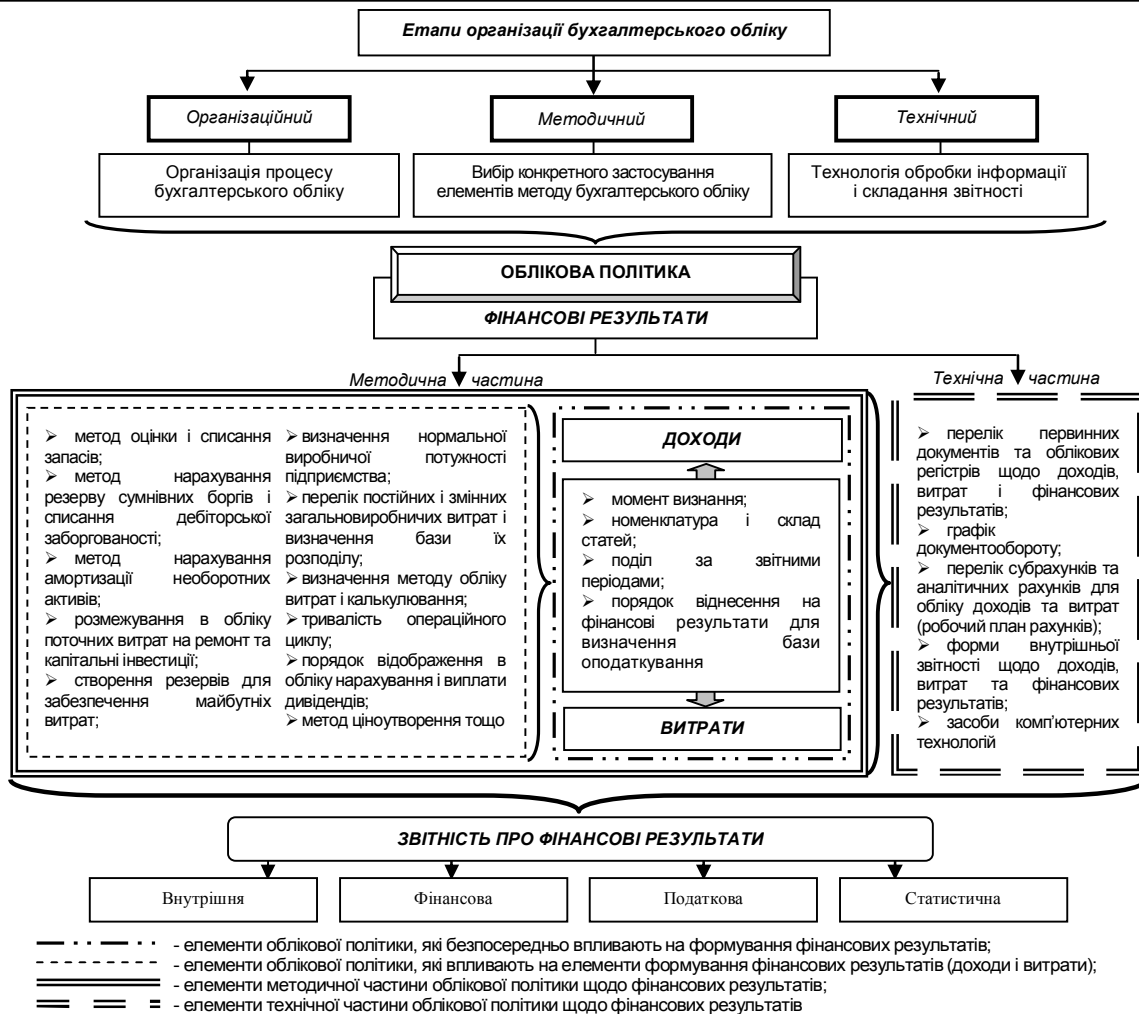 Етапи організації бухгалтерського обліку
Організаційний
Методичний
Технічний
Організація процесу
бухгалтерського обліку
Вибір конкретного застосування
елементів методу бухгалтерського обліку
Технологія обробки інформації
і складання звітності
ОБЛІКОВА ПОЛІТИКА
ФІНАНСОВІ РЕЗУЛЬТАТИ
Методична частина
Технічна частина
➢ метод оцінки і списання
запасів;
➢ метод нарахування
резерву сумнівних боргів і
списання дебіторської
заборгованості;
➢ метод нарахування
амортизації необоротних
активів;
➢ розмежування в обліку
поточних витрат на ремонт та
капітальні інвестиції;
➢ створення резервів для
забезпечення майбутніх
витрат;
➢ визначення нормальної
виробничої потужності
підприємства;
➢ перелік постійних і змінних
загальновиробничих витрат і
визначення бази їх
розподілу;
➢ визначення методу обліку
витрат і калькулювання;
➢ тривалість операційного
циклу;
➢ порядок відображення в
обліку нарахування і виплати
дивідендів;
➢ метод ціноутворення тощо
ДОХОДИ
➢ момент визнання;
➢ номенклатура і склад
статей;
➢ поділ за звітними
періодами;
➢ порядок віднесення на
фінансові результати для
визначення бази
оподаткування
ВИТРАТИ
➢ перелік первинних
документів та облікових
регістрів щодо доходів,
витрат і фінансових
результатів;
➢ графік
документообороту;
➢ перелік субрахунків та
аналітичних рахунків для
обліку доходів та витрат
(робочий план рахунків);
➢ форми внутрішньої
звітності щодо доходів,
витрат та фінансових
результатів;
➢ засоби комп’ютерних
технологій
ЗВІТНІСТЬ ПРО ФІНАНСОВІ РЕЗУЛЬТАТИ
Внутрішня
Фінансова
Податкова
Статистична
- елементи облікової політики, які безпосередньо впливають на формування фінансових результатів;
- елементи облікової політики, які впливають на елементи формування фінансових результатів (доходи і витрати);
- елементи методичної частини облікової політики щодо фінансових результатів;
- елементи технічної частини облікової політики щодо фінансових результатів